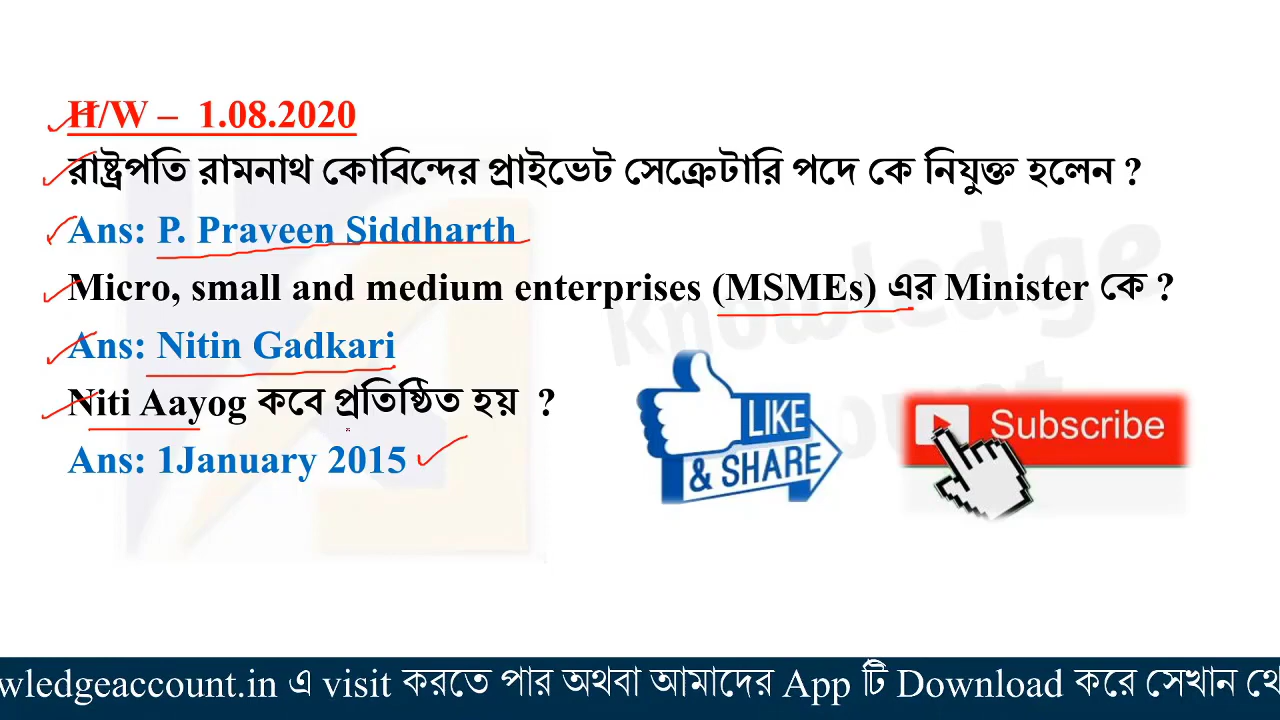 H/W – 1.08.2020
রাষ্ট্রপতি রামনাথ কোবিন্দের প্রাইভেট সেক্রেটারি পদে কে নিযুক্ত হলেন ?
Ans: P. Praveen Siddharth
Micro, small and medium enterprises (MSMEs) এর Minister কে ?
Ans: Nitin Gadkari
Niti Aayog কবে প্রতিষ্ঠিত হয় ?
Ans: 1January 2015
Knowledge
LIKE
& SHARE
Subscribe
wledgeaccount.in এ visit করতে পার অথবা আমাদের App টি Download করে সেখান থে